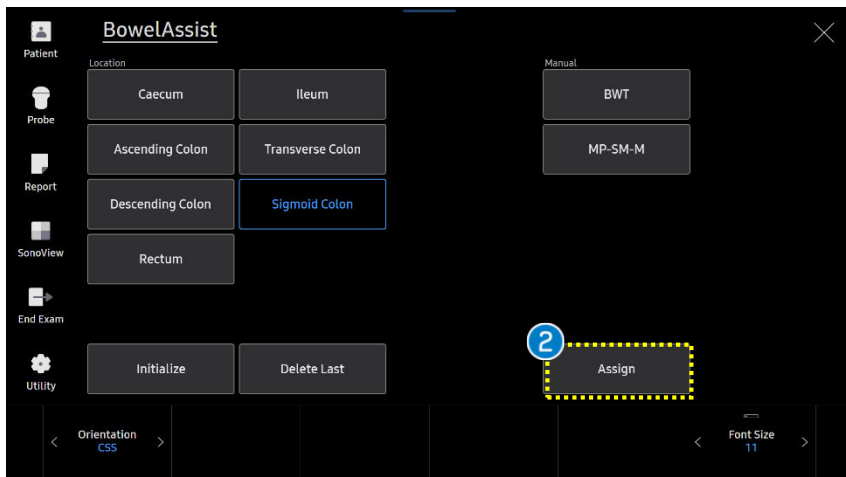 BowelAssist
Patient
Probe
Report
SonoView
End Exam
Utility
Location
Caecum
Ileum
Ascending Colon
Transverse Colon
Descending Colon
Sigmoid Colon
Rectum
Initialize
Delete Last
Manual
BWT
MP-SM-M
2
Assign
Orientation
CSS
Font Size
11